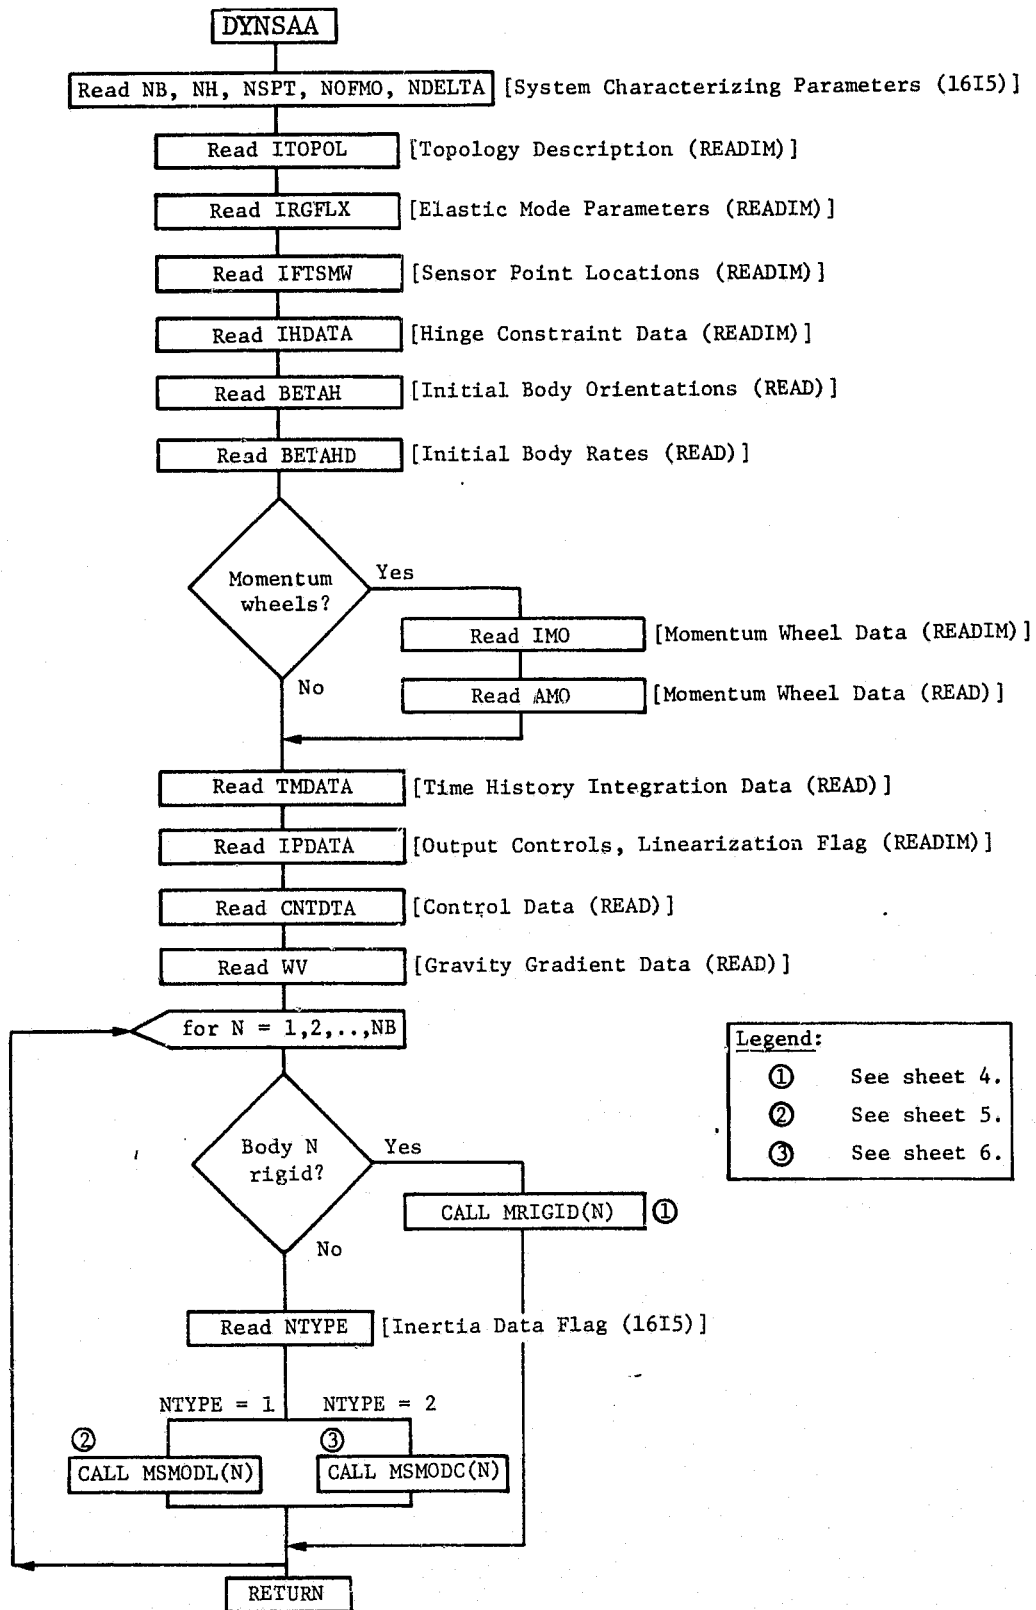 DYNSAA
Read NB, NH, NSPT, NOFMO, NDELTA [System Characterizing Parameters (16I5)]
Read ITOPOL [Topology Description (READIM)]
Read IRGFLX [Elastic Mode Parameters (READIM)]
Read IFTSMW [Sensor Point Locations (READIM)]
Read IHDATA [Hinge Constraint Data (READIM)]
Read BETAH [Initial Body Orientations (READ)]
Read BETAHD [Initial Body Rates (READ)]
Momentum
wheels?
Yes
Read IMO [Momentum Wheel Data (READIM)]
Read AMO [Momentum Wheel Data (READ)]
No
Read TMDATA [Time History Integration Data (READ)]
Read IPDATA [Output Controls, Linearization Flag (READIM)]
Read CNTDTA [Control Data (READ)]
Read WV [Gravity Gradient Data (READ)]
for N = 1,2,..,NB
Legend:
① See sheet 4.
② See sheet 5.
③ See sheet 6.
Body N
rigid?
Yes
CALL MRIGID(N) ①
No
Read NTYPE [Inertia Data Flag (16I5)]
NTYPE = 1 NTYPE = 2
② ③
CALL MSMODL(N) CALL MSMODC(N)
RETURN